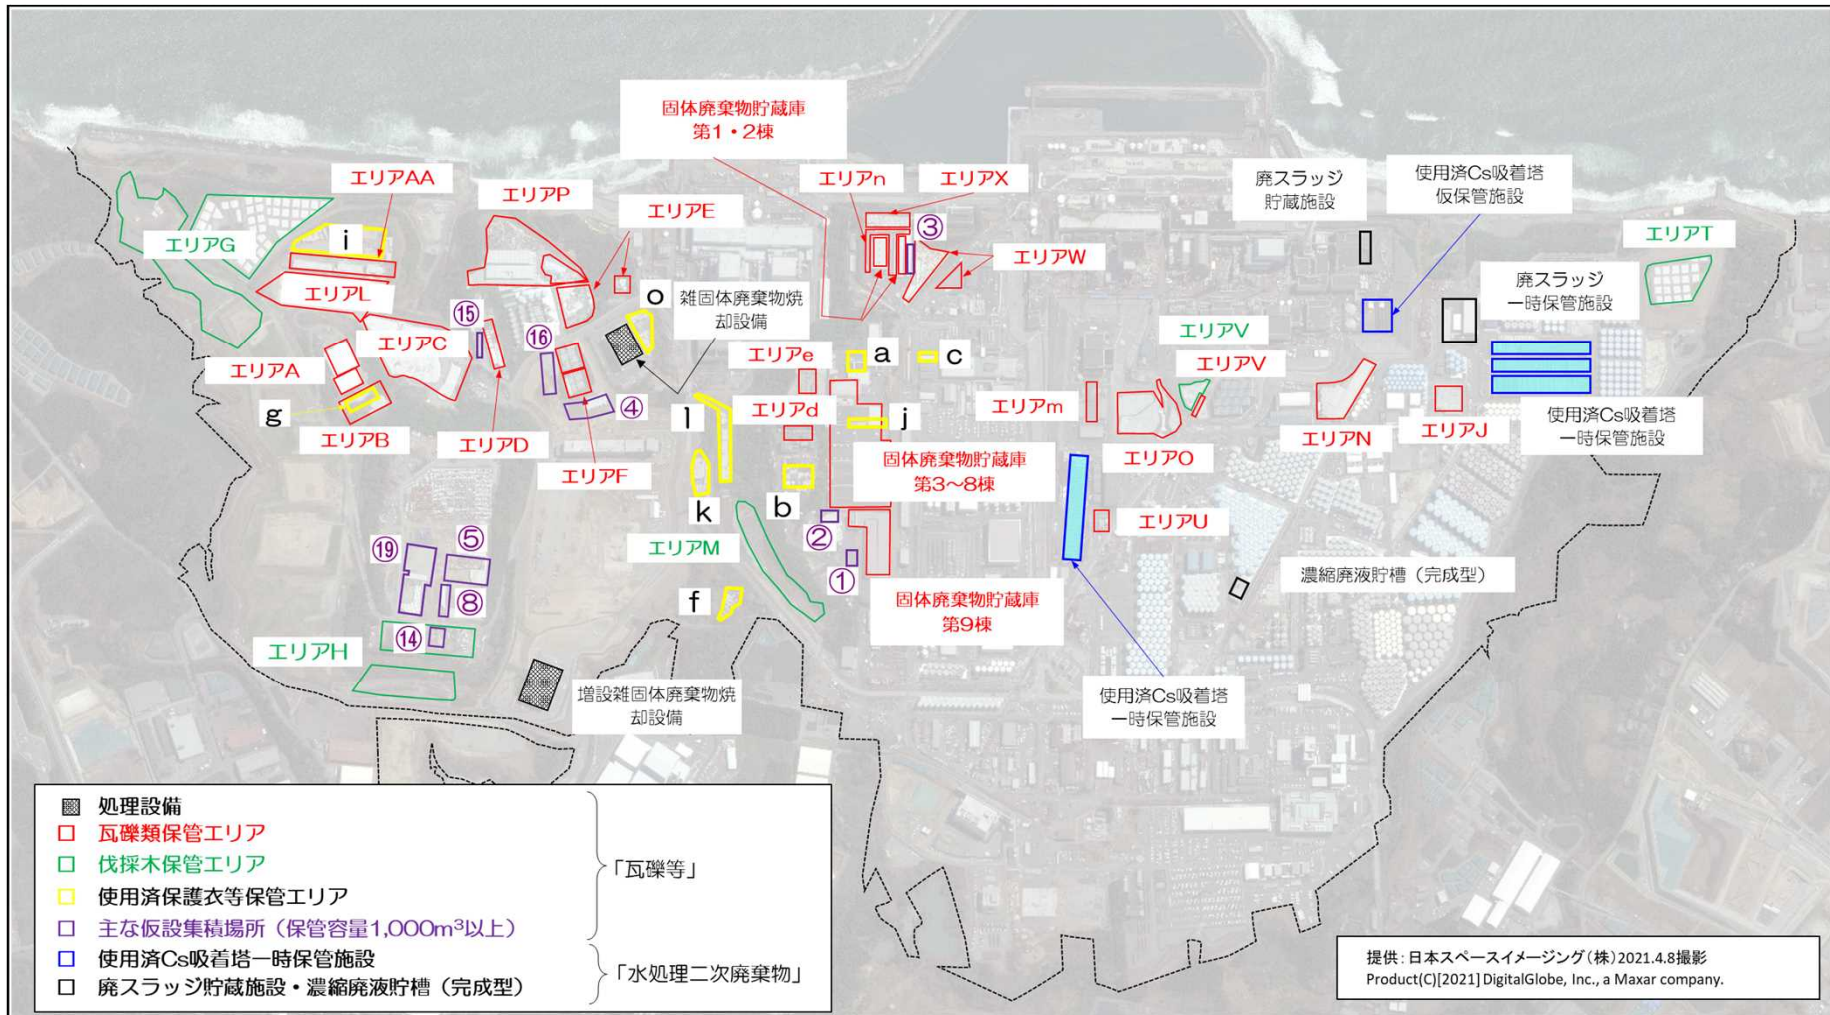 固体廃棄物貯蔵庫
第1・2棟
エリアAA
エリアP
エリアE
エリアn
エリアX
③
エリアW
廃スラッジ
貯蔵施設
使用済Cs吸着塔
仮保管施設
エリアT
エリアG
i
エリアL
o
雑固体廃棄物焼
却設備
廃スラッジ
一時保管施設
⑮
エリアC
⑯
エリアA
エリアe
a
c
エリアV
エリアV
g
エリアB
エリアD
④
エリアF
l
エリアd
j
エリアm
エリアO
エリアN
エリアJ
使用済Cs吸着塔
一時保管施設
固体廃棄物貯蔵庫
第3～8棟
k
b
エリアM
②
エリアU
⑲
⑤
⑧
①
濃縮廃液貯槽（完成型）
f
固体廃棄物貯蔵庫
第9棟
⑭
エリアH
増設雑固体廃棄物焼
却設備
使用済Cs吸着塔
一時保管施設
処理設備
瓦礫類保管エリア
伐採木保管エリア
使用済保護衣等保管エリア
主な仮設集積場所（保管容量1,000m³以上）
「瓦礫等」
使用済Cs吸着塔一時保管施設
廃スラッジ貯蔵施設・濃縮廃液貯槽（完成型）
「水処理二次廃棄物」
提供：日本スペースイメージング（株）2021.4.8撮影
Product(C)[2021] DigitalGlobe, Inc., a Maxar company.